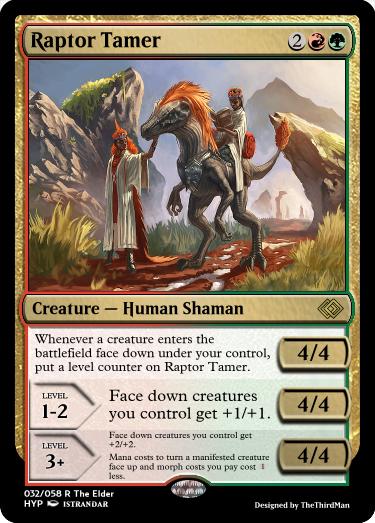 Raptor Tamer 2
Creature — Human Shaman
Whenever a creature enters the
battlefield face down under your control,
put a level counter on Raptor Tamer.
4/4
LEVEL
1-2
Face down creatures
you control get +1/+1.
4/4
LEVEL
3+
Face down creatures you control get
+2/+2.
Mana costs to turn a manifested creature
face up and morph costs you pay cost 1
less.
4/4
032/058 R The Elder
HYP ▸ ISTRANDAR
Designed by TheThirdMan